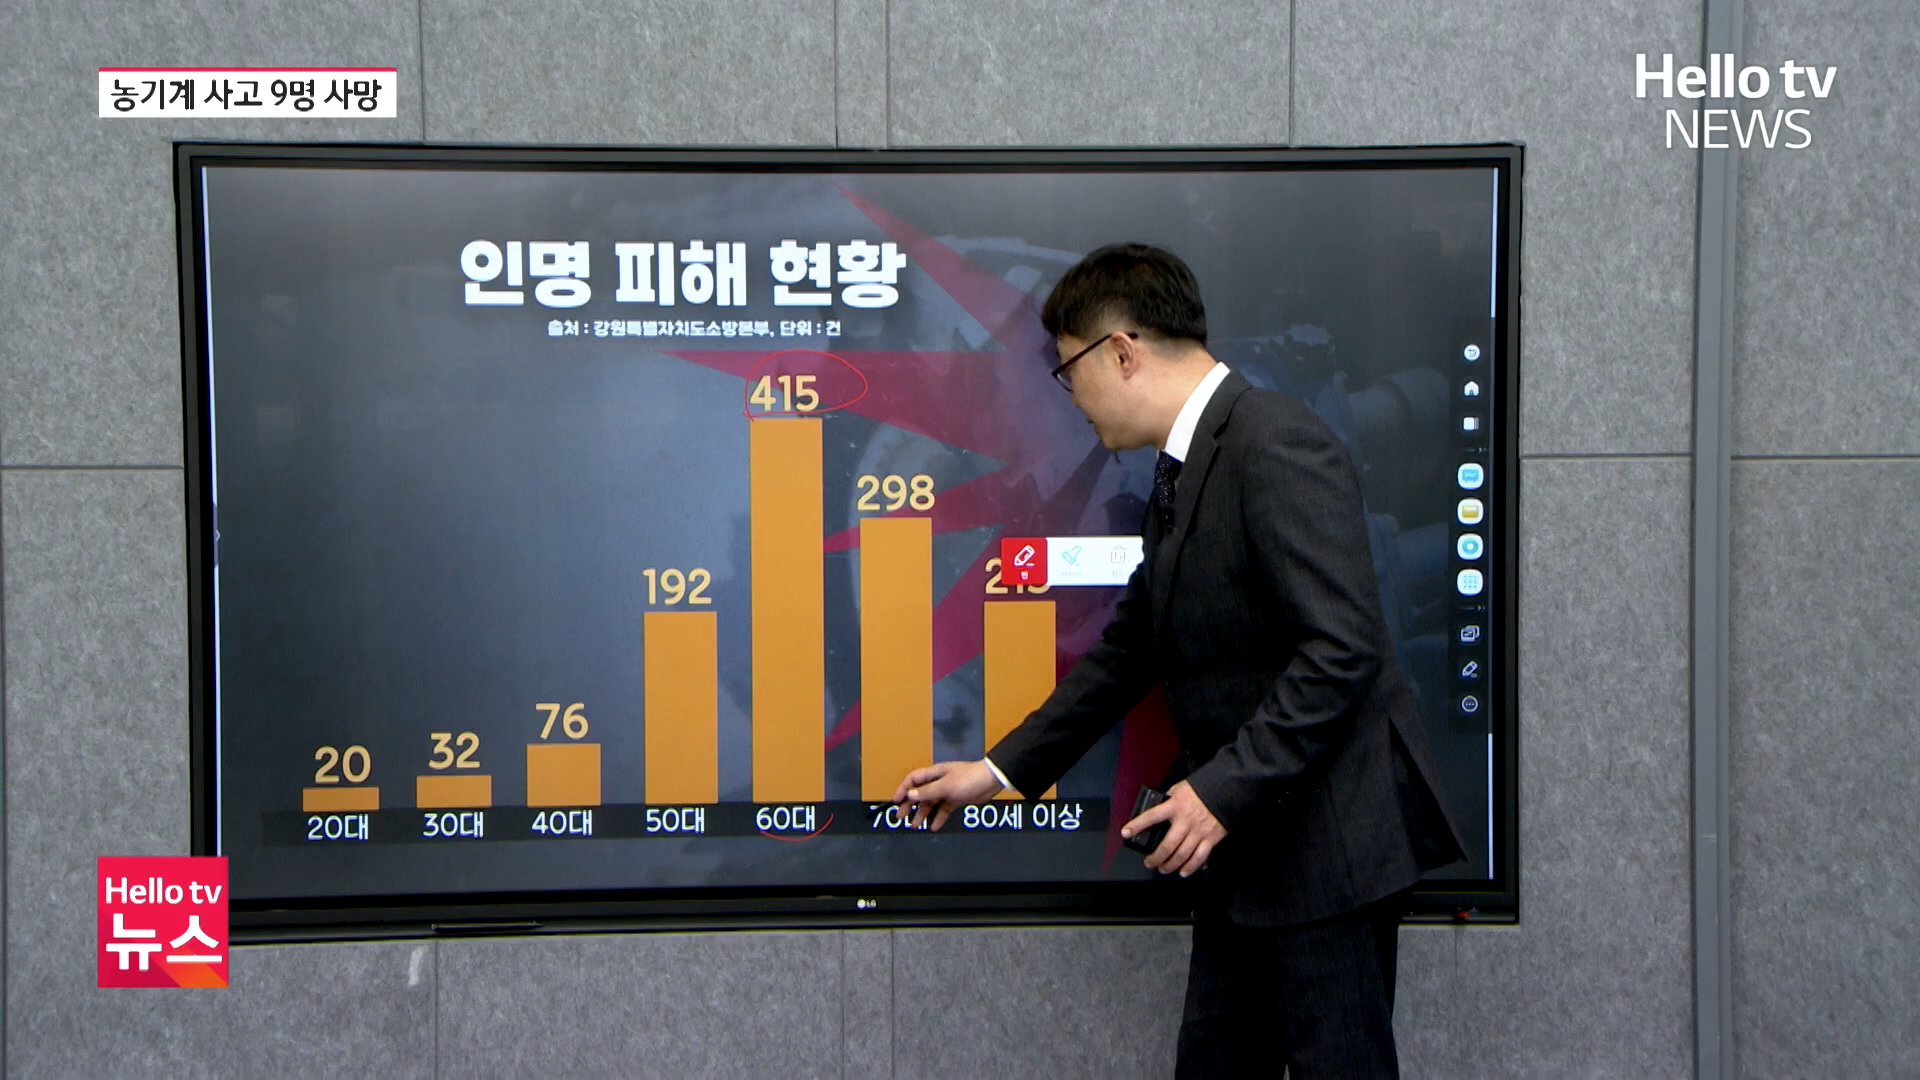 농기계 사고 9명 사망
Hello tv
NEWS
인명 피해 현황
출처 : 강원특별자치도소방본부, 단위 : 건
415
298
192
76
32
20
20대
30대
40대
50대
60대
80세 이상
펜
LG
Hello tv
뉴스